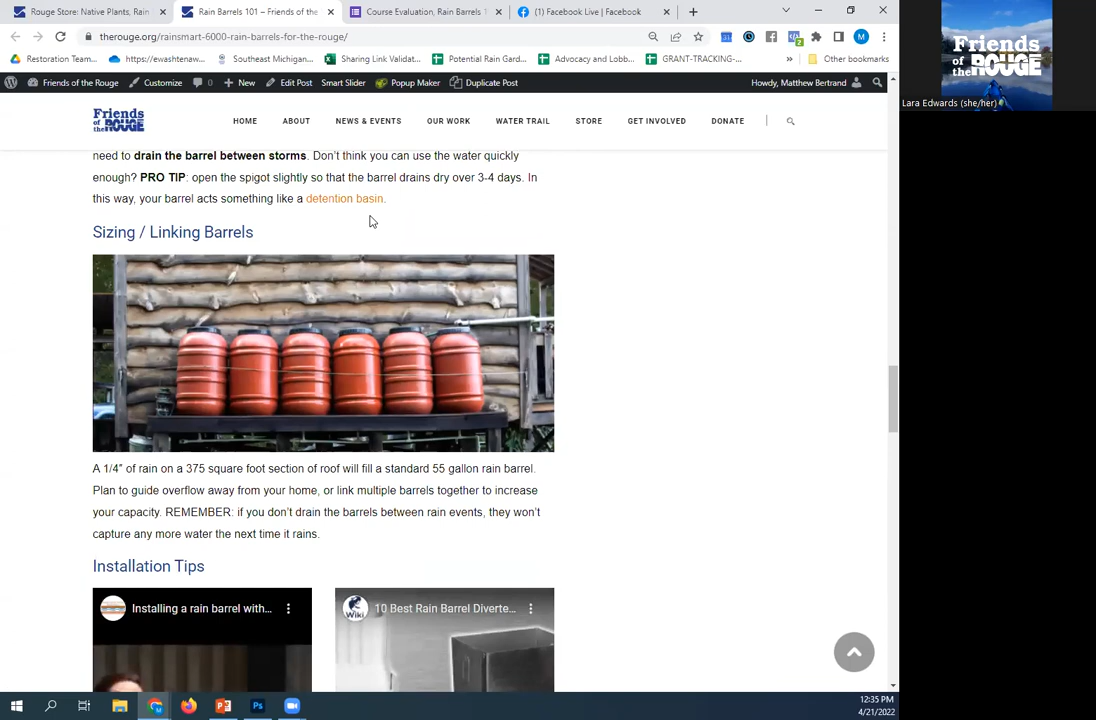 Rouge Store: Native Plants, Rain
Rain Barrels 101 – Friends of the
Course Evaluation, Rain Barrels 1
(1) Facebook Live | Facebook
therouge.org/rainsmart-6000-rain-barrels-for-the-rouge/
Restoration Team...
https://ewashtenaw...
Southeast Michigan...
Sharing Link Validat...
Potential Rain Gard...
Advocacy and Lobb...
GRANT-TRACKING-...
Other bookmarks
Friends of the Rouge
Customize
0
New
Edit Post
Smart Slider
Popup Maker
Duplicate Post
Howdy, Matthew Bertrand
Friends
of the ROUGE
HOME
ABOUT
NEWS & EVENTS
OUR WORK
WATER TRAIL
STORE
GET INVOLVED
DONATE
need to drain the barrel between storms. Don't think you can use the water quickly
enough? PRO TIP: open the spigot slightly so that the barrel drains dry over 3-4 days. In
this way, your barrel acts something like a detention basin.
Sizing / Linking Barrels
A 1/4″ of rain on a 375 square foot section of roof will fill a standard 55 gallon rain barrel.
Plan to guide overflow away from your home, or link multiple barrels together to increase
your capacity. REMEMBER: if you don't drain the barrels between rain events, they won't
capture any more water the next time it rains.
Installation Tips
Installing a rain barrel with...
Wiki
10 Best Rain Barrel Diverte...
12:35 PM
4/21/2022
Friends
of the ROUGE
Lara Edwards (she/her)